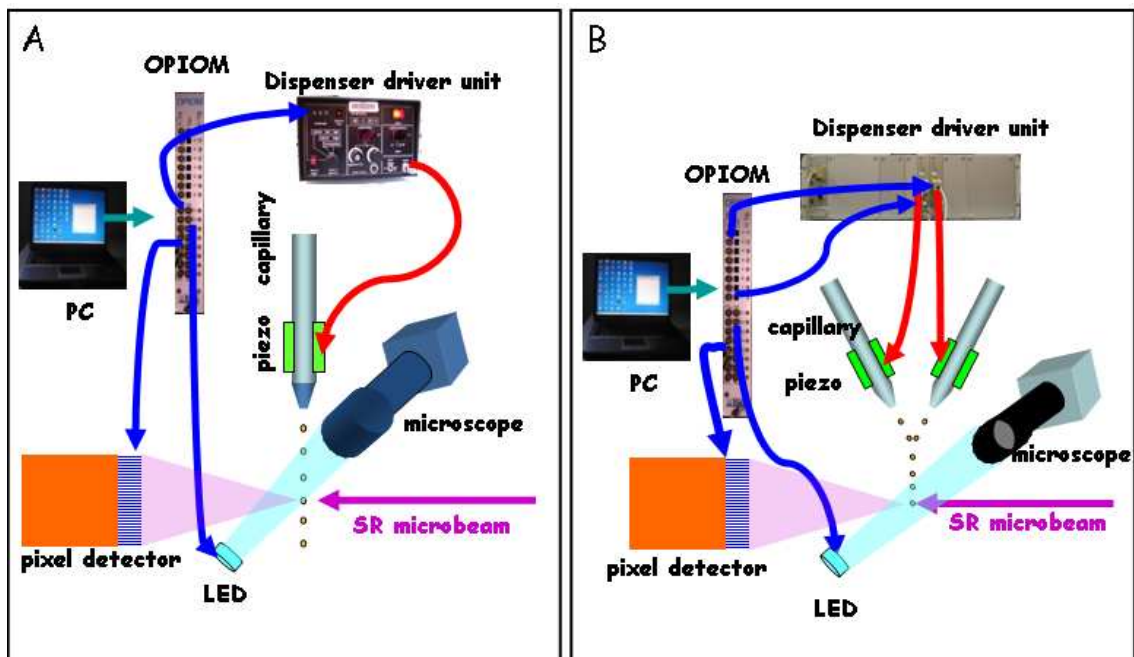 A
OPIOM
Dispenser driver unit
OPIOM
capillary
PC
piezo
microscope
SR microbeam
pixel detector
LED
B
Dispenser driver unit
OPIOM
capillary
PC
piezo
microscope
SR microbeam
pixel detector
LED